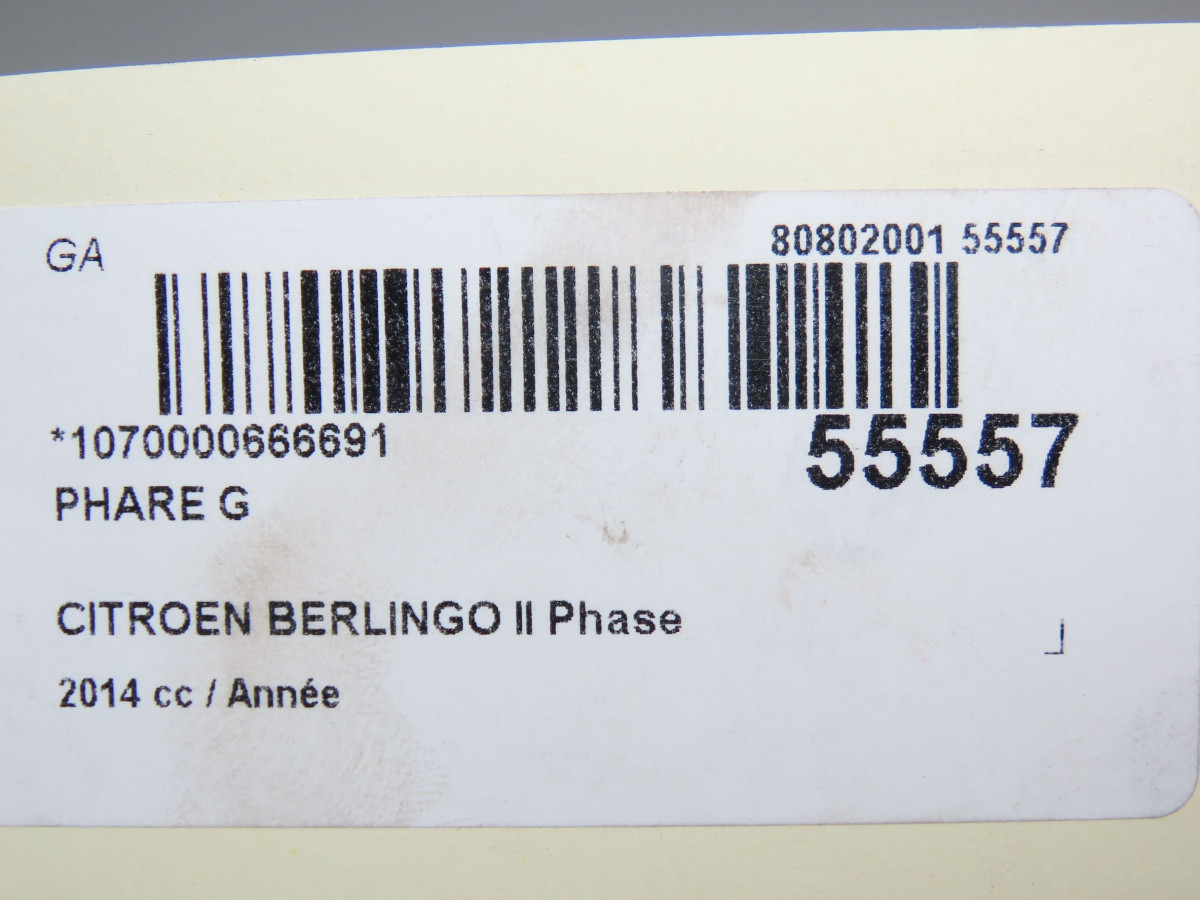 GA
80802001 55557
*1070000666691
55557
PHARE G
CITROEN BERLINGO II Phase
2014 cc / Année